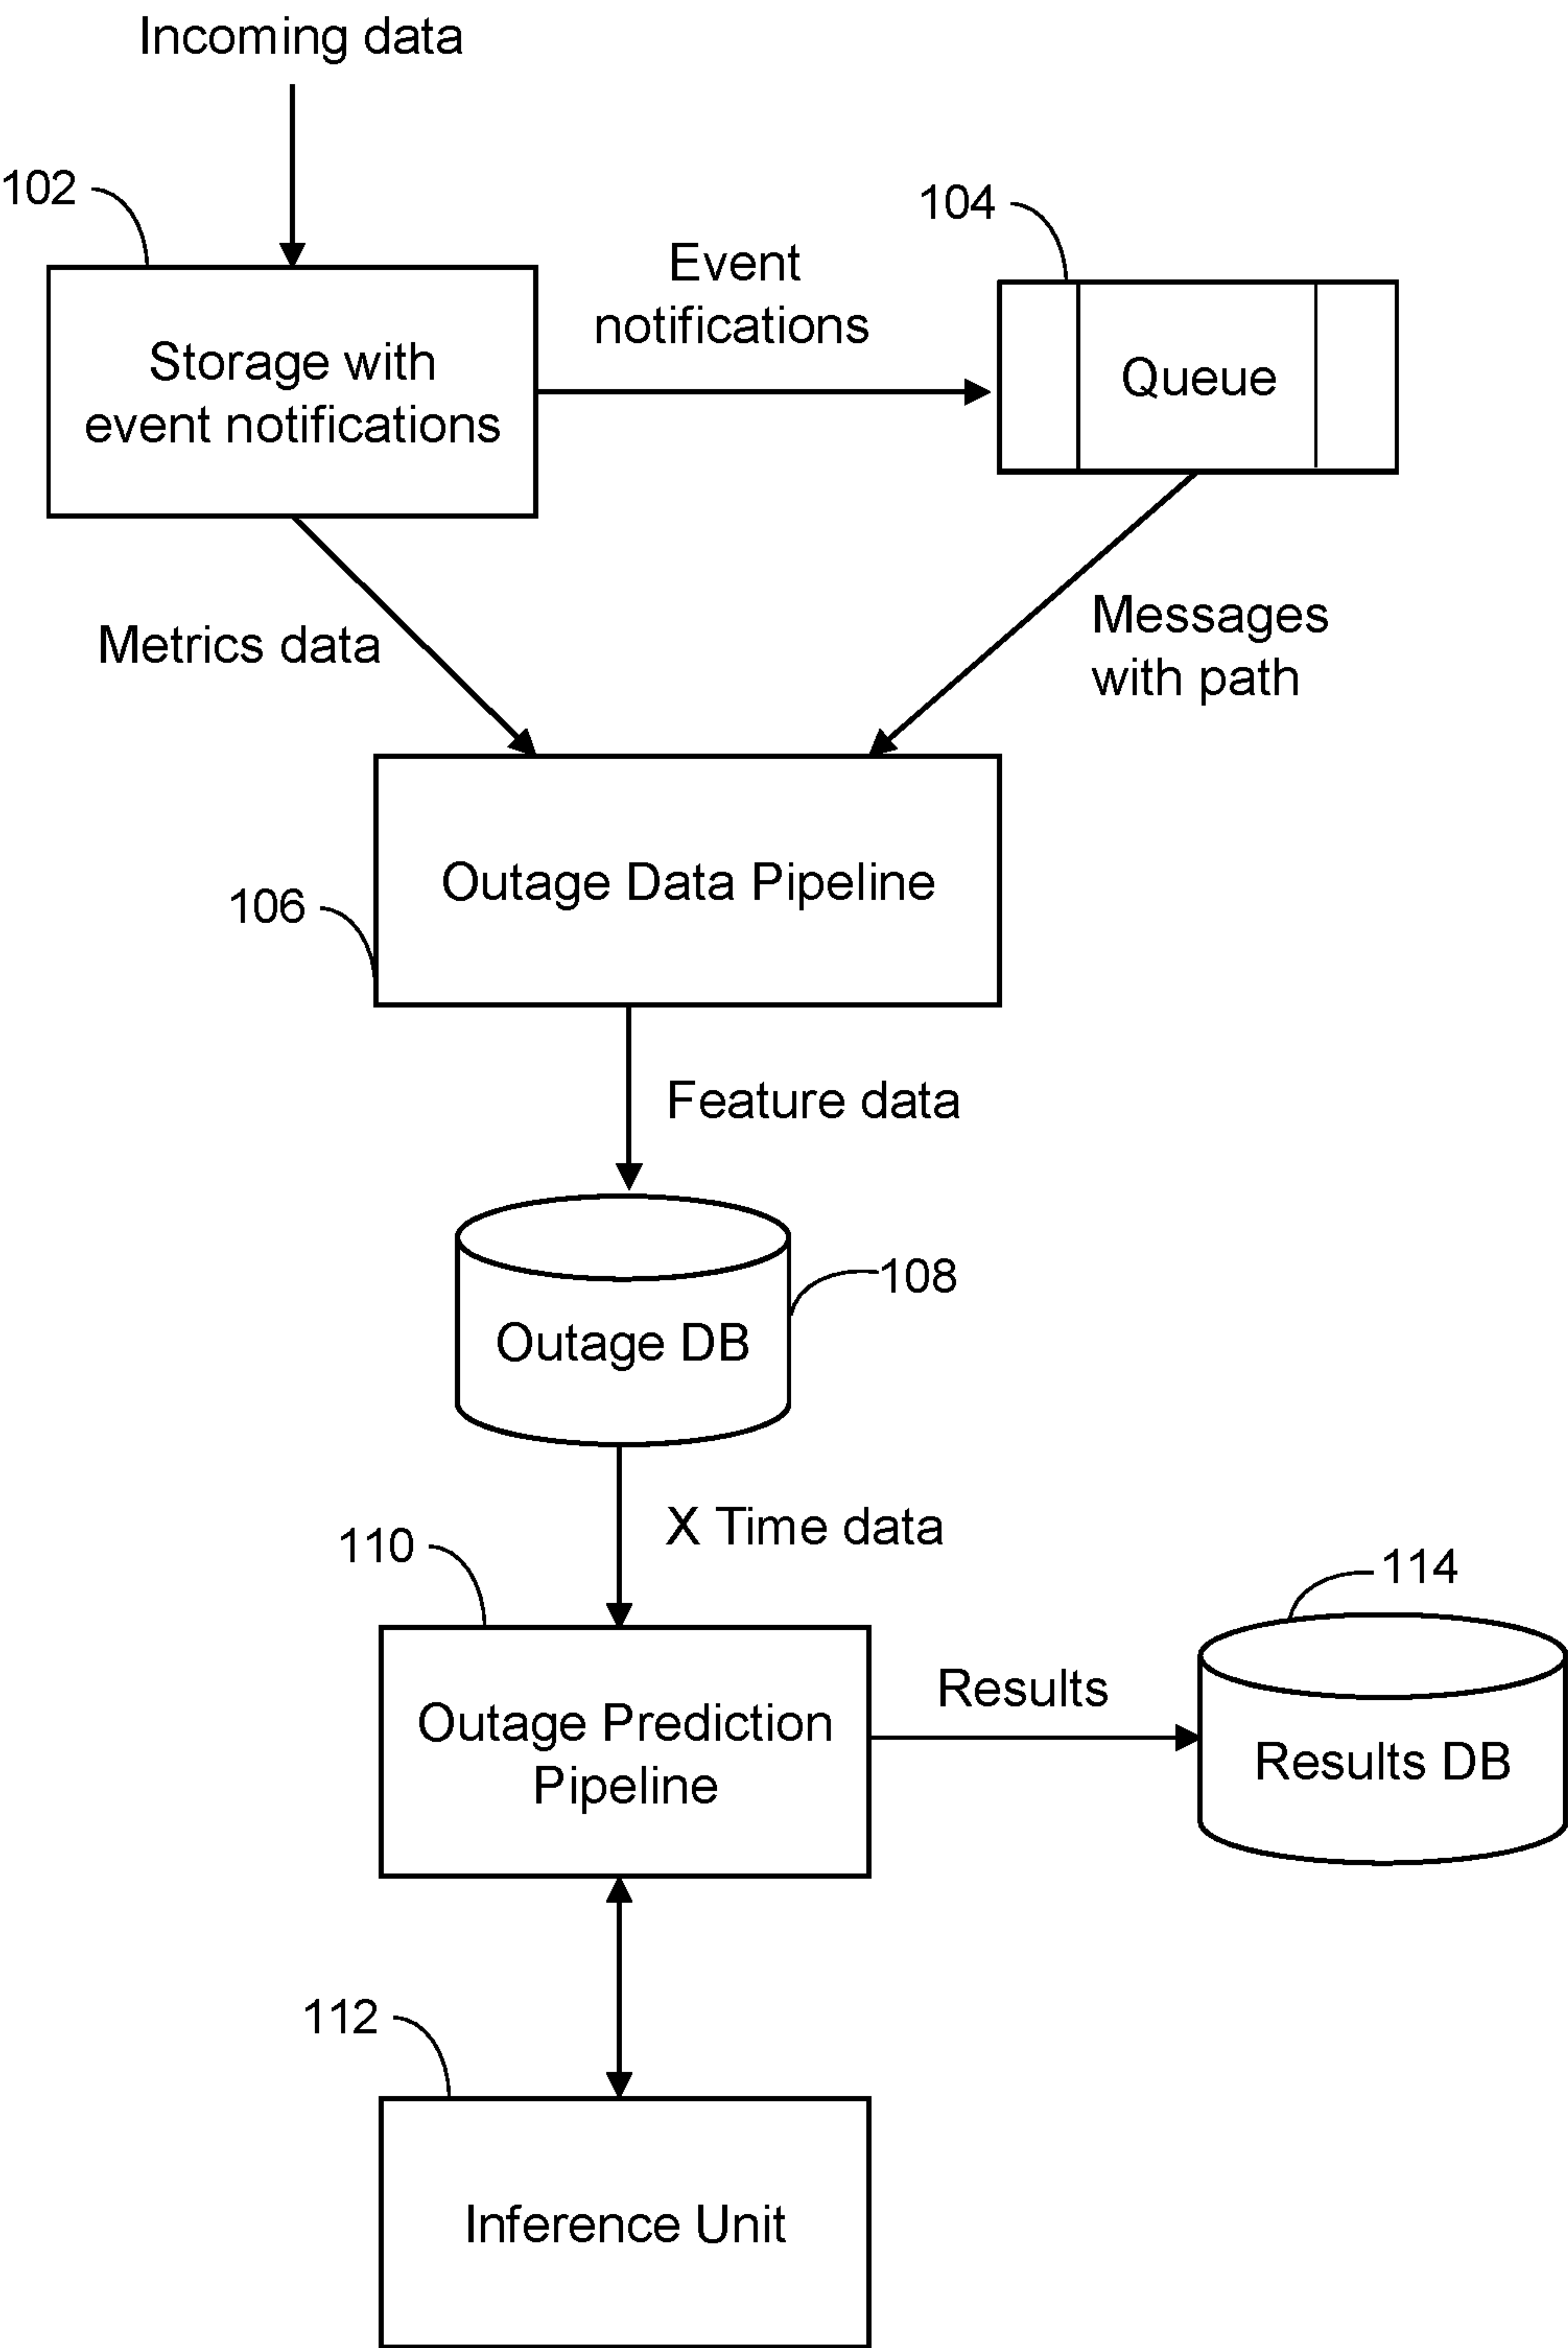 Incoming data
102
104
Event
notifications
Storage with
event notifications
Queue
Metrics data
Messages
with path
Outage Data Pipeline
106
Feature data
108
Outage DB
X Time data
110
114
Results
Outage Prediction
Pipeline
Results DB
112
Inference Unit